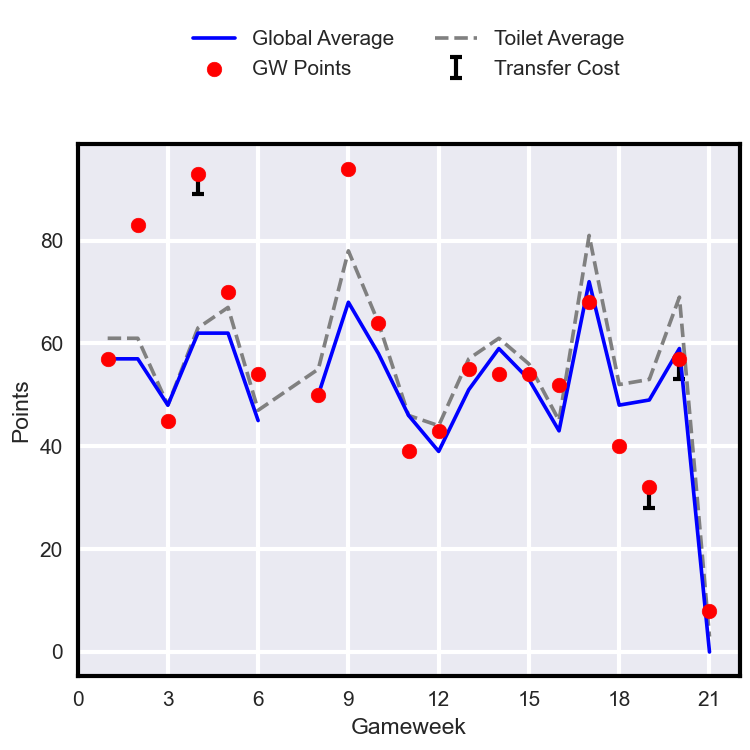 Global Average Toilet Average
GW Points Transfer Cost
80
60
40
20
0
Points
0 3 6 9 12 15 18 21
Gameweek